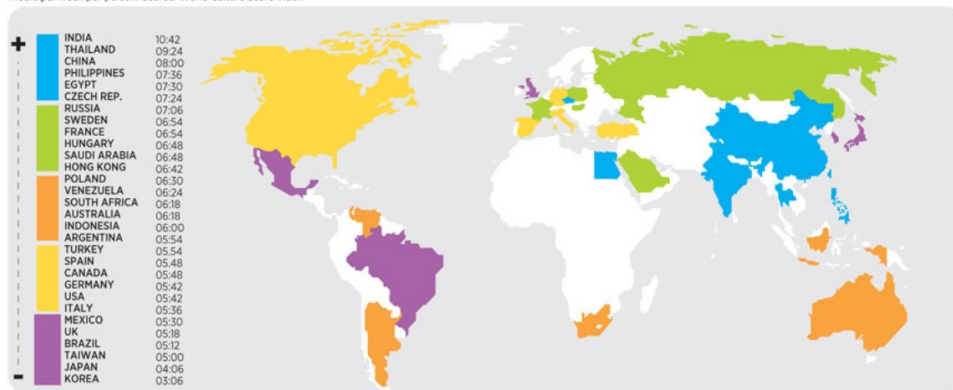 +
INDIA 10:42
THAILAND 09:24
CHINA 08:00
PHILIPPINES 07:36
EGYPT 07:30
CZECH REP. 07:24
RUSSIA 07:06
SWEDEN 06:54
FRANCE 06:54
HUNGARY 06:48
SAUDI ARABIA 06:48
HONG KONG 06:42
POLAND 06:30
VENEZUELA 06:24
SOUTH AFRICA 06:18
AUSTRALIA 06:18
INDONESIA 06:00
ARGENTINA 05:54
TURKEY 05:54
SPAIN 05:48
CANADA 05:48
GERMANY 05:42
USA 05:42
ITALY 05:36
MEXICO 05:30
UK 05:18
BRAZIL 05:12
TAIWAN 05:00
JAPAN 04:06
KOREA 03:06
-